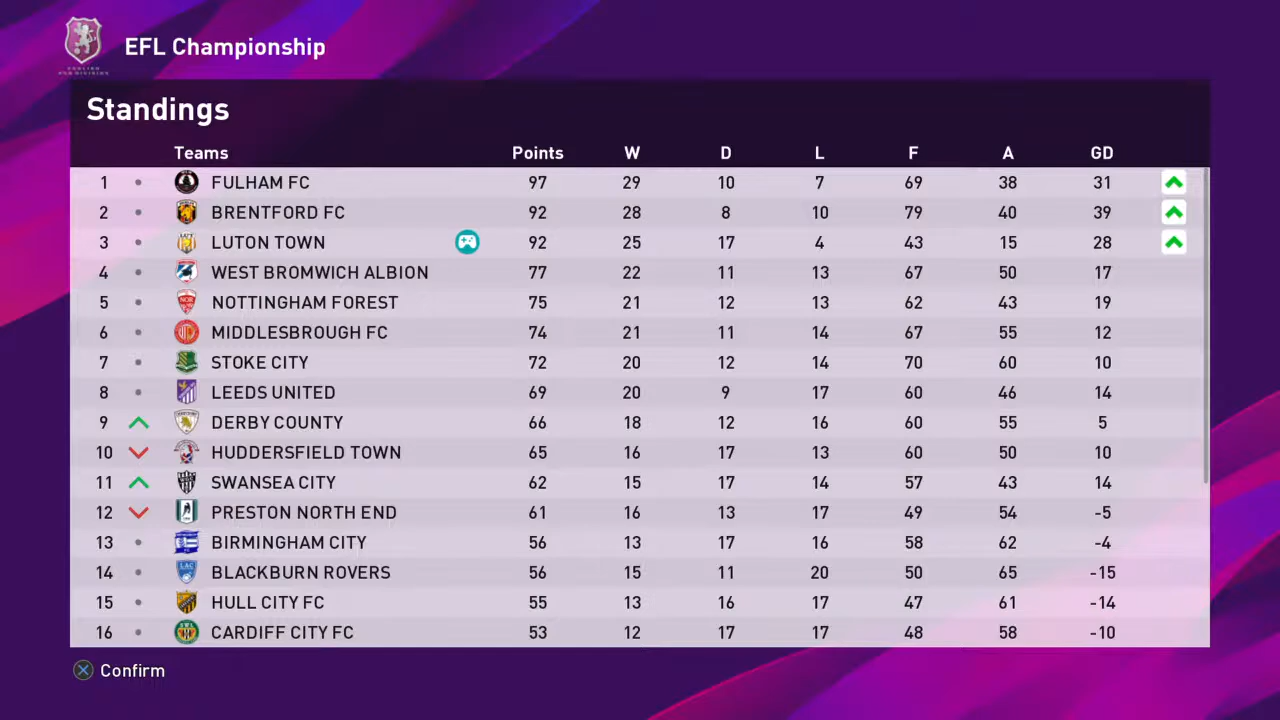 EFL Championship
Standings
Teams Points W D L F A GD
1 FULHAM FC 97 29 10 7 69 38 31
2 BRENTFORD FC 92 28 8 10 79 40 39
3 LUTON TOWN 92 25 17 4 43 15 28
4 WEST BROMWICH ALBION 77 22 11 13 67 50 17
5 NOTTINGHAM FOREST 75 21 12 13 62 43 19
6 MIDDLESBROUGH FC 74 21 11 14 67 55 12
7 STOKE CITY 72 20 12 14 70 60 10
8 LEEDS UNITED 69 20 9 17 60 46 14
9 DERBY COUNTY 66 18 12 16 60 55 5
10 HUDDERSFIELD TOWN 65 16 17 13 60 50 10
11 SWANSEA CITY 62 15 17 14 57 43 14
12 PRESTON NORTH END 61 16 13 17 49 54 -5
13 BIRMINGHAM CITY 56 13 17 16 58 62 -4
14 BLACKBURN ROVERS 56 15 11 20 50 65 -15
15 HULL CITY FC 55 13 16 17 47 61 -14
16 CARDIFF CITY FC 53 12 17 17 48 58 -10
Confirm